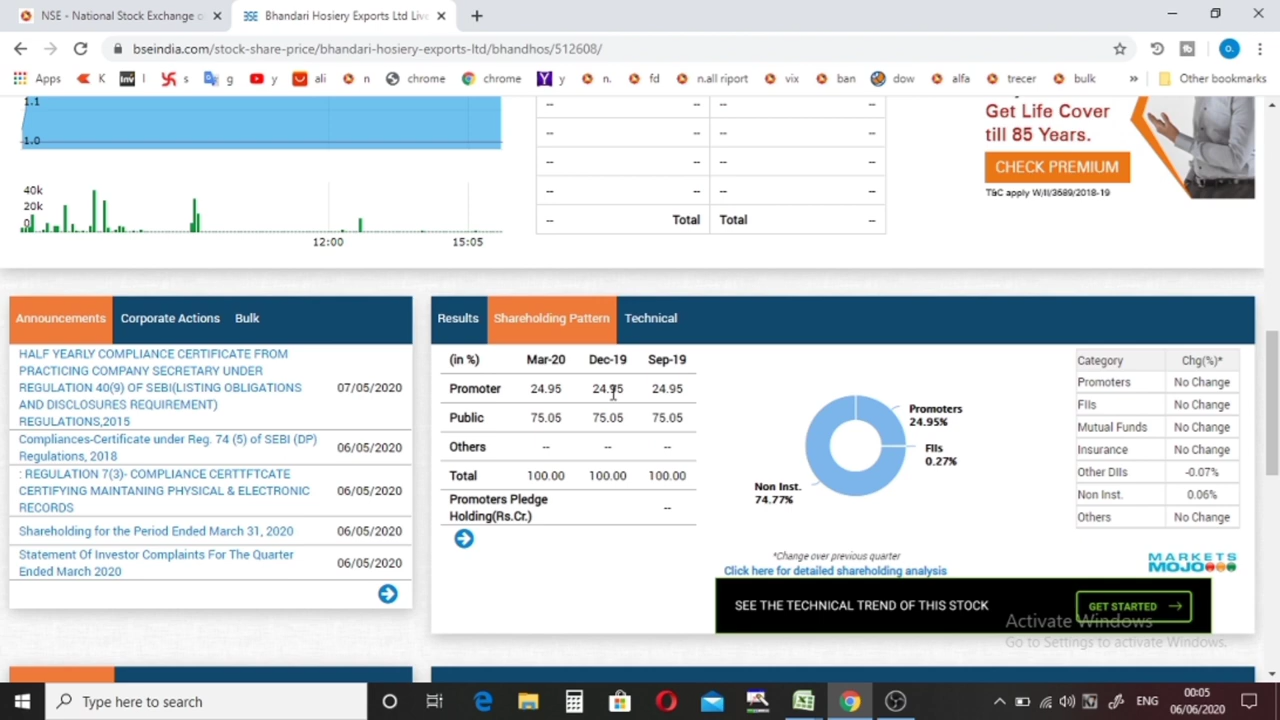 NSE - National Stock Exchange o
Bhandari Hosiery Exports Ltd Live
bseindia.com/stock-share-price/bhandari-hosiery-exports-ltd/bhandhos/512608/
o.
Apps K Inv I s g y ali n chrome chrome Y y n. fd n.all riport vix ban dow alfa trecer bulk » Other bookmarks
1.1
1.0
40k
20k
0
12:00 15:05
-- -- -- --
-- -- -- --
-- -- -- --
-- -- -- --
-- Total Total --
Get Life Cover
till 85 Years.
CHECK PREMIUM
T&C apply W/II/3689/2018-19
Announcements Corporate Actions Bulk
HALF YEARLY COMPLIANCE CERTIFICATE FROM
PRACTICING COMPANY SECRETARY UNDER
REGULATION 40(9) OF SEBI(LISTING OBLIGATIONS 07/05/2020
AND DISCLOSURES REQUIREMENT)
REGULATIONS,2015
Compliances-Certificate under Reg. 74 (5) of SEBI (DP)
Regulations, 2018 06/05/2020
: REGULATION 7(3)- COMPLIANCE CERTTFTCATE
CERTIFYING MAINTANING PHYSICAL & ELECTRONIC 06/05/2020
RECORDS
Shareholding for the Period Ended March 31, 2020 06/05/2020
Statement Of Investor Complaints For The Quarter
Ended March 2020 06/05/2020
Results Shareholding Pattern Technical
(in %) Mar-20 Dec-19 Sep-19
Promoter 24.95 24.95 24.95
Public 75.05 75.05 75.05
Others -- -- --
Total 100.00 100.00 100.00
Promoters Pledge
Holding(Rs.Cr.) --
Promoters
24.95%
FIIs
0.27%
Non Inst.
74.77%
Category Chg(%)*
Promoters No Change
FIIs No Change
Mutual Funds No Change
Insurance No Change
Other DIIs -0.07%
Non Inst. 0.06%
Others No Change
*Change over previous quarter
Click here for detailed shareholding analysis
MARKETS
MOJO
SEE THE TECHNICAL TREND OF THIS STOCK
GET STARTED
Activate Windows
Go to Settings to activate Windows.
Type here to search
ENG
00:05
06/06/2020